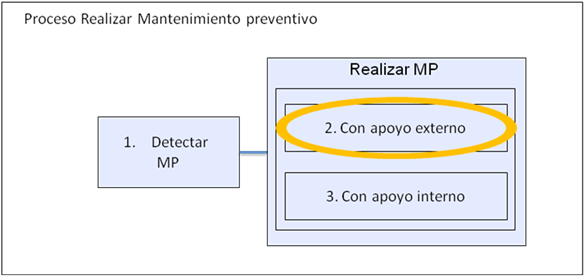 Proceso Realizar Mantenimiento preventivo
Realizar MP
2. Con apoyo externo
1. Detectar
MP
3. Con apoyo interno